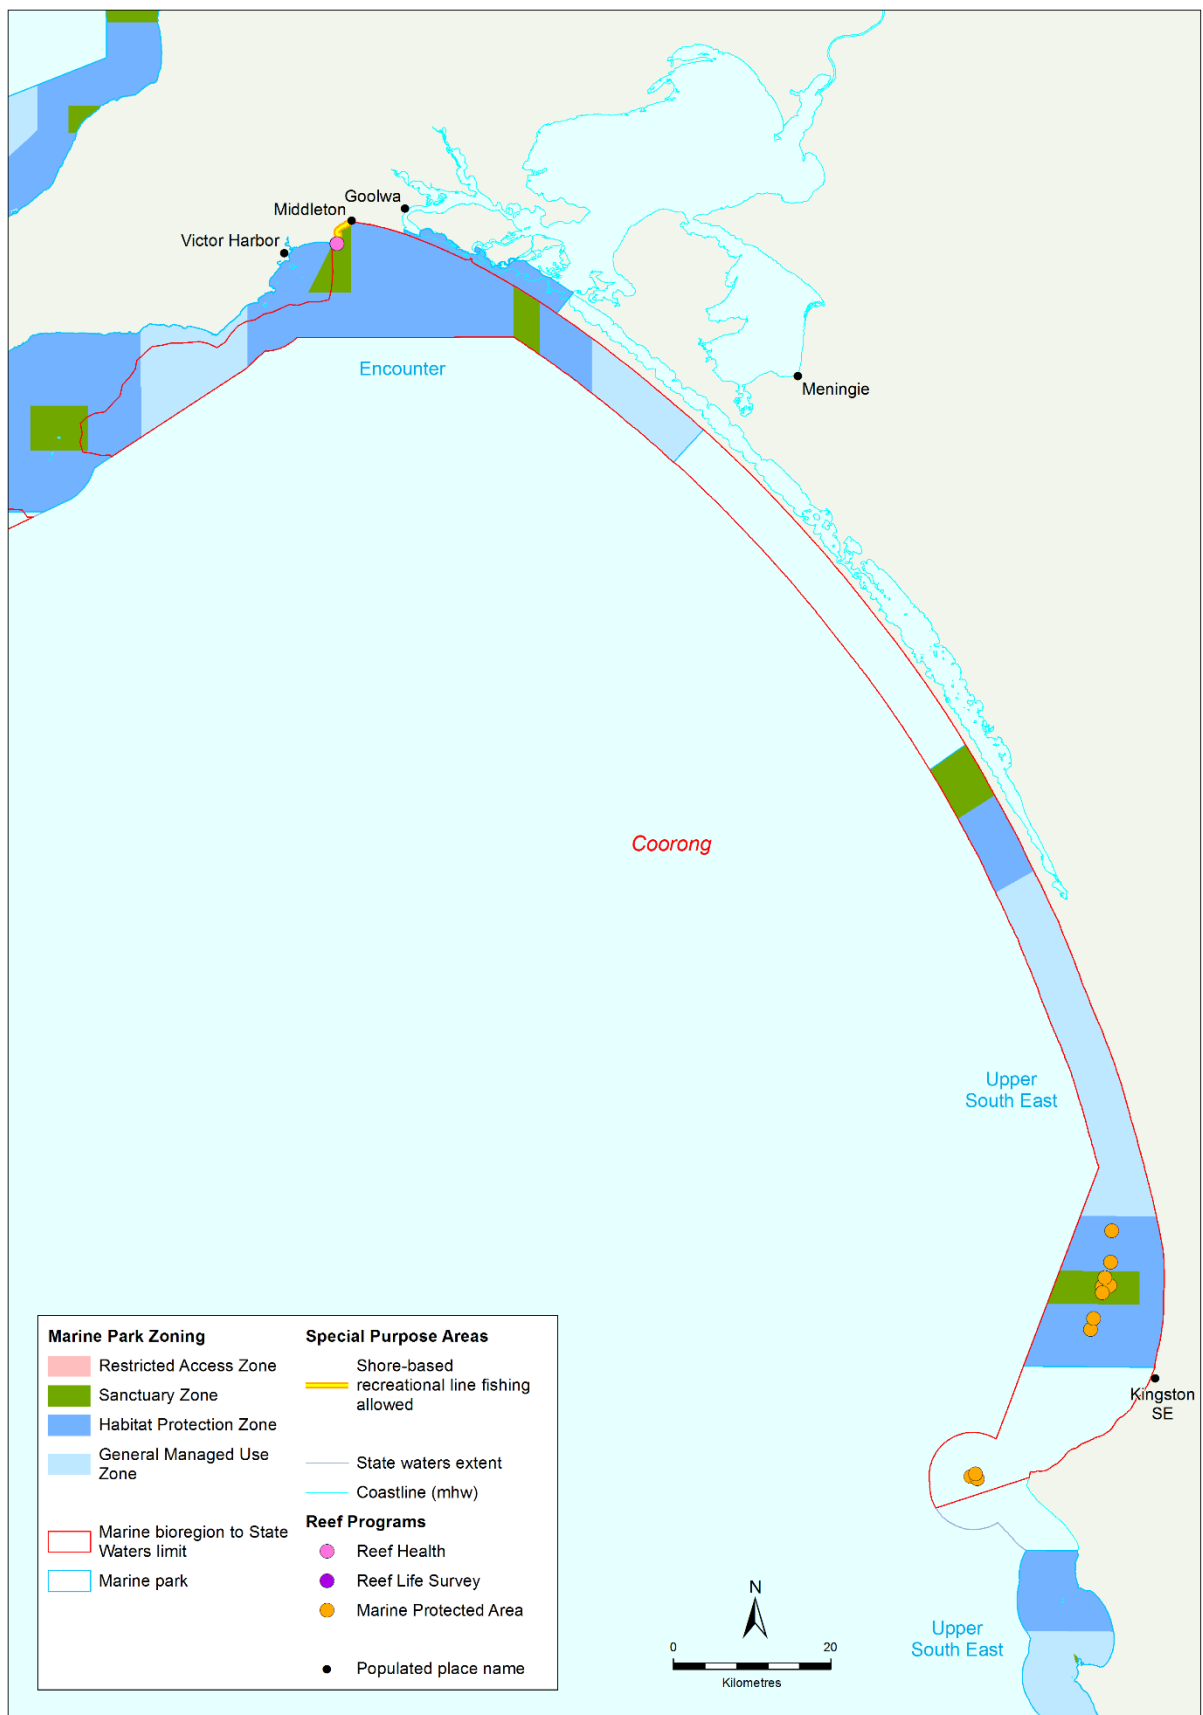 Goolwa
Middleton
Victor Harbor
Encounter
Meningie
Coorong
Upper
South East
Kingston
SE
Upper
South East
Marine Park Zoning
Restricted Access Zone
Sanctuary Zone
Habitat Protection Zone
General Managed Use
Zone
Marine bioregion to State
Waters limit
Marine park
Special Purpose Areas
Shore-based
recreational line fishing
allowed
State waters extent
Coastline (mhw)
Reef Programs
Reef Health
Reef Life Survey
Marine Protected Area
Populated place name
N
0 20
Kilometres